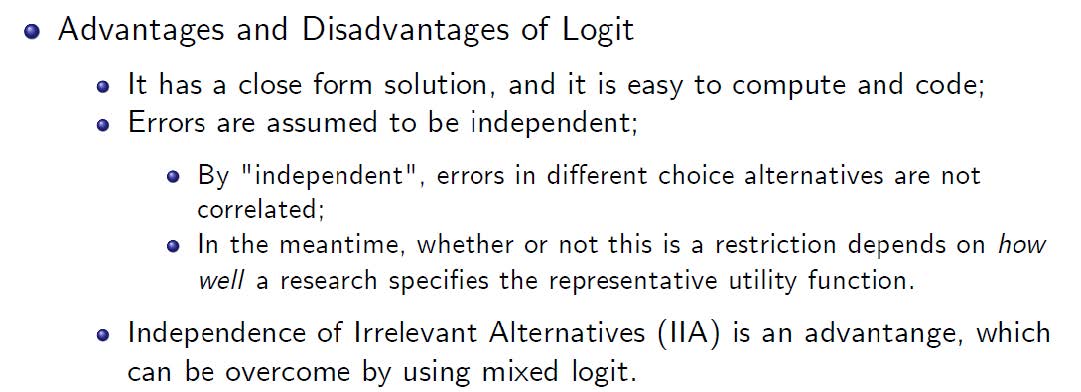 Advantages and Disadvantages of Logit
It has a close form solution, and it is easy to compute and code;
Errors are assumed to be independent;
By "independent", errors in different choice alternatives are not
correlated;
In the meantime, whether or not this is a restriction depends on how
well a research specifies the representative utility function.
Independence of Irrelevant Alternatives (IIA) is an advantange, which
can be overcome by using mixed logit.